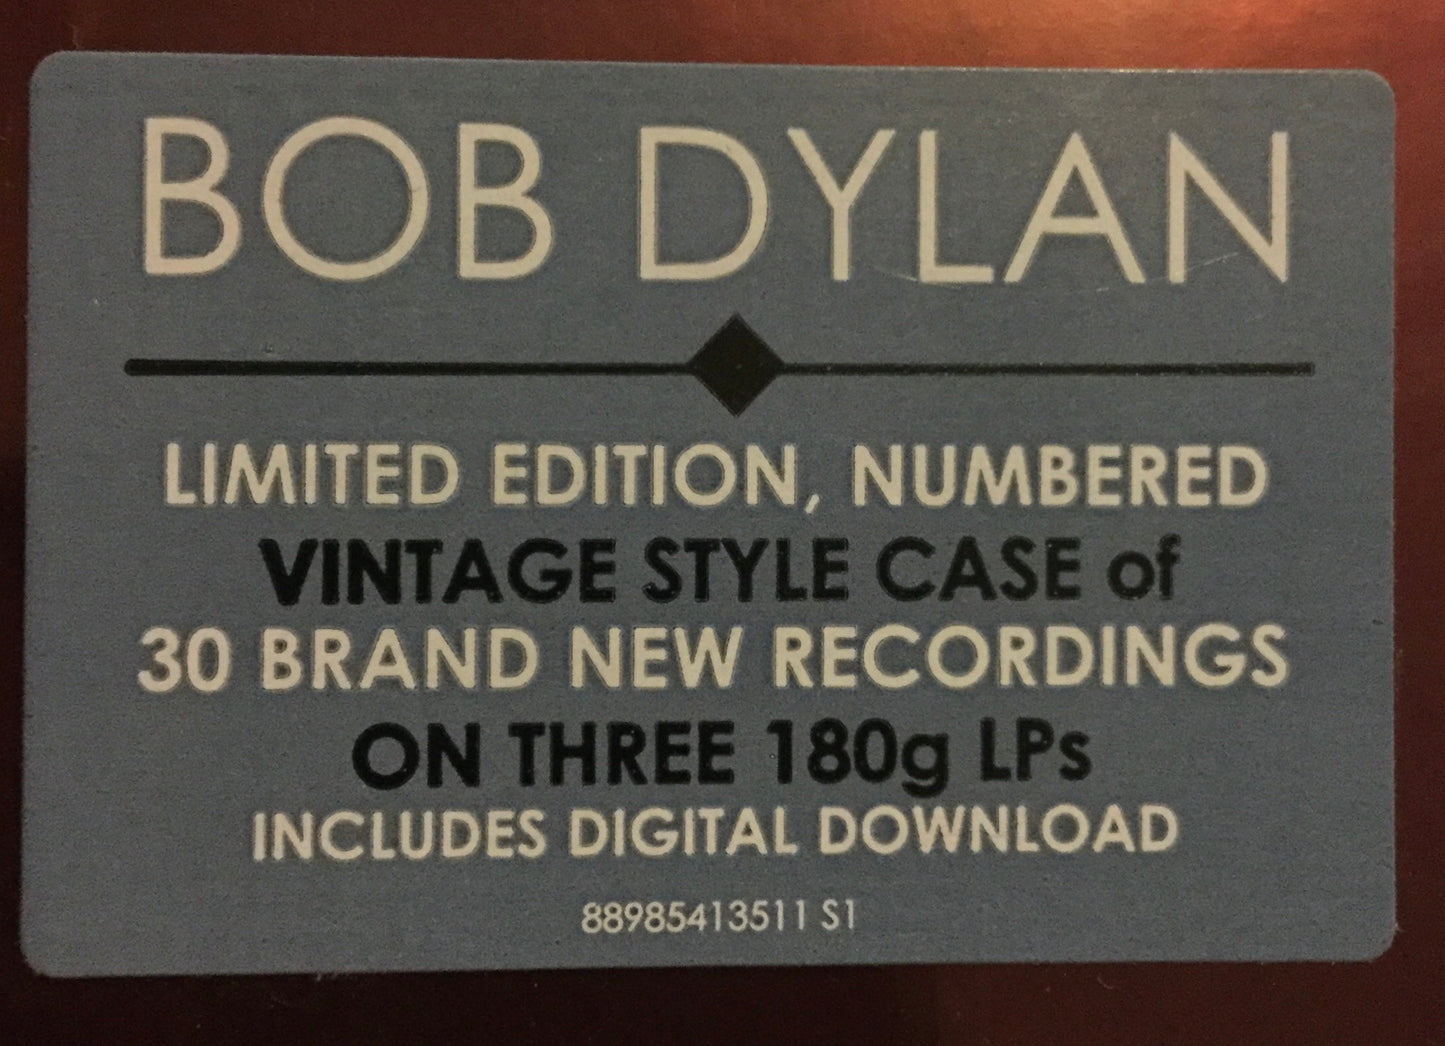 BOB DYLAN
LIMITED EDITION, NUMBERED
VINTAGE STYLE CASE of
30 BRAND NEW RECORDINGS
ON THREE 180g LPs
INCLUDES DIGITAL DOWNLOAD
88985413511 S1